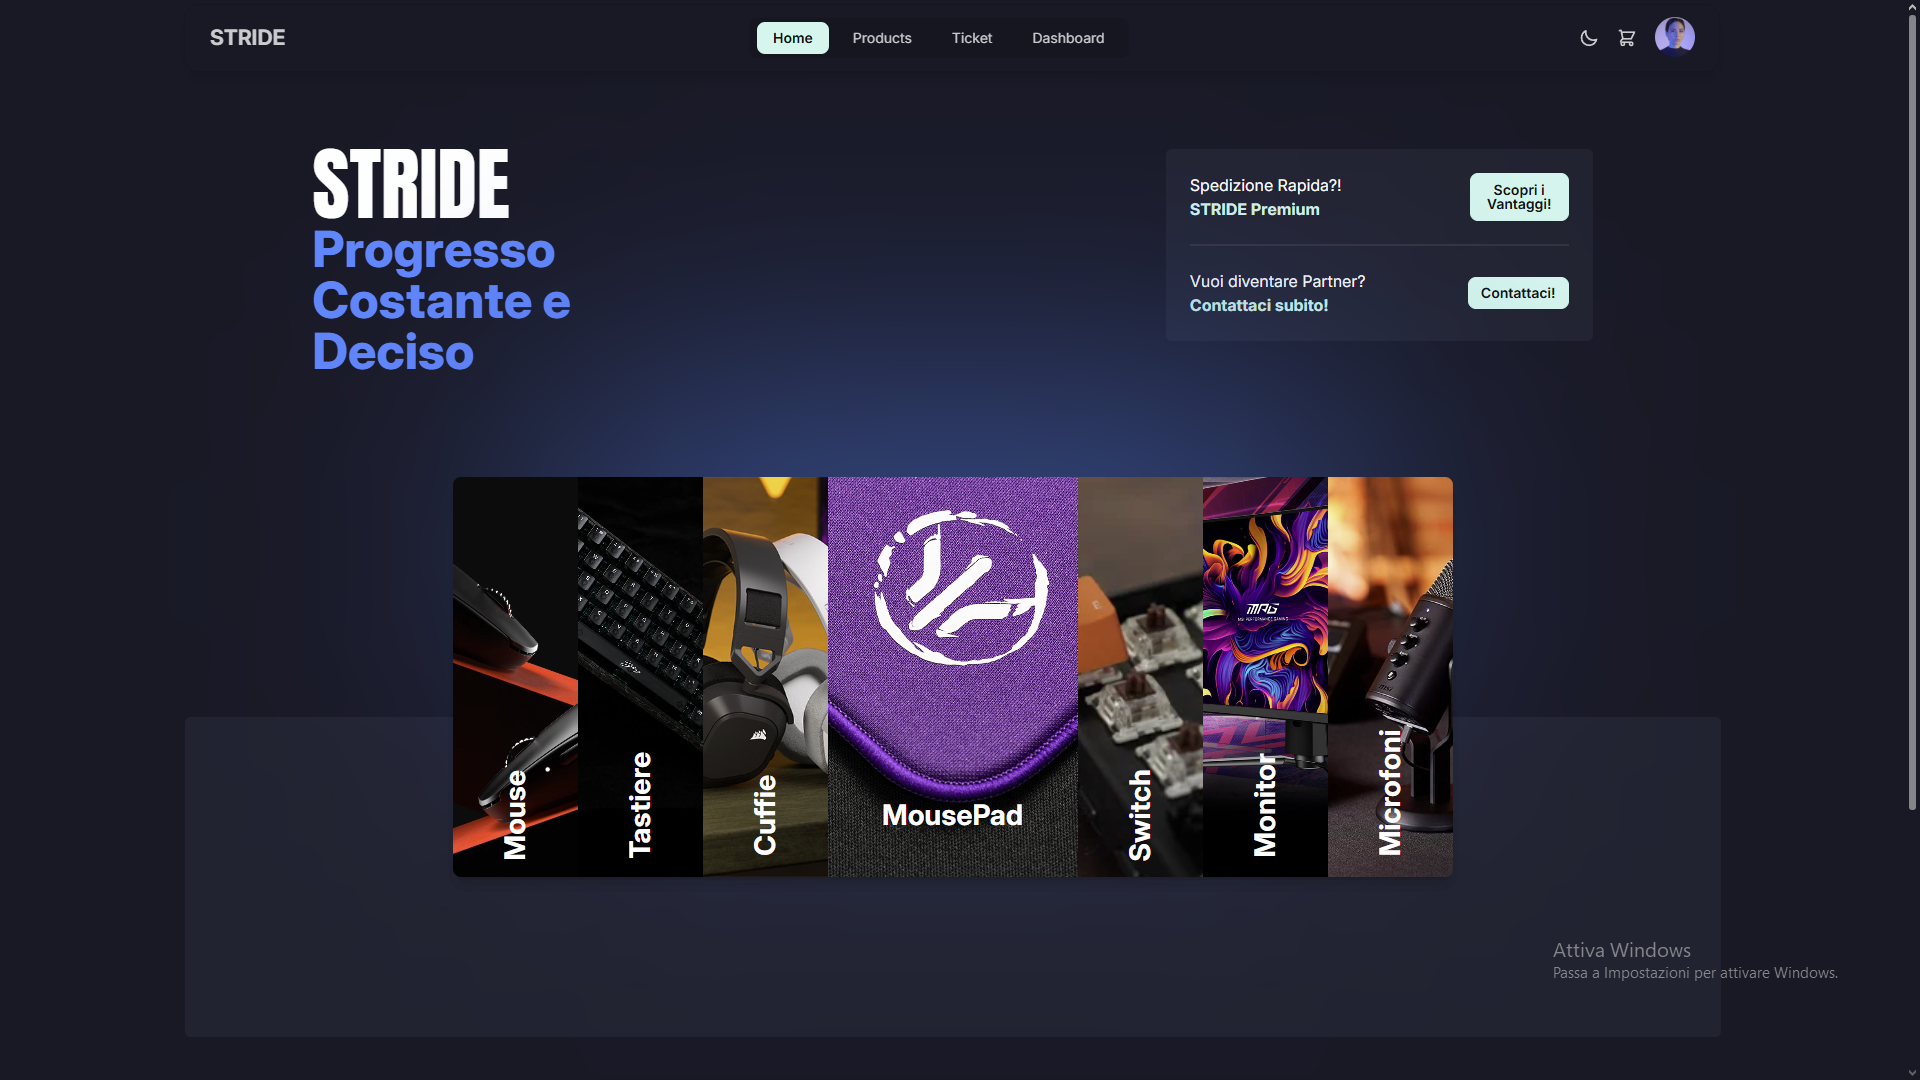 STRIDE
Home
Products
Ticket
Dashboard
STRIDE
Progresso
Costante e
Deciso
Spedizione Rapida?!
STRIDE Premium
Scopri i
Vantaggi!
Vuoi diventare Partner?
Contattaci subito!
Contattaci!
Mouse
Tastiere
Cuffie
MousePad
Switch
MPG
Monitor
Microfoni
Attiva Windows
Passa a Impostazioni per attivare Windows.